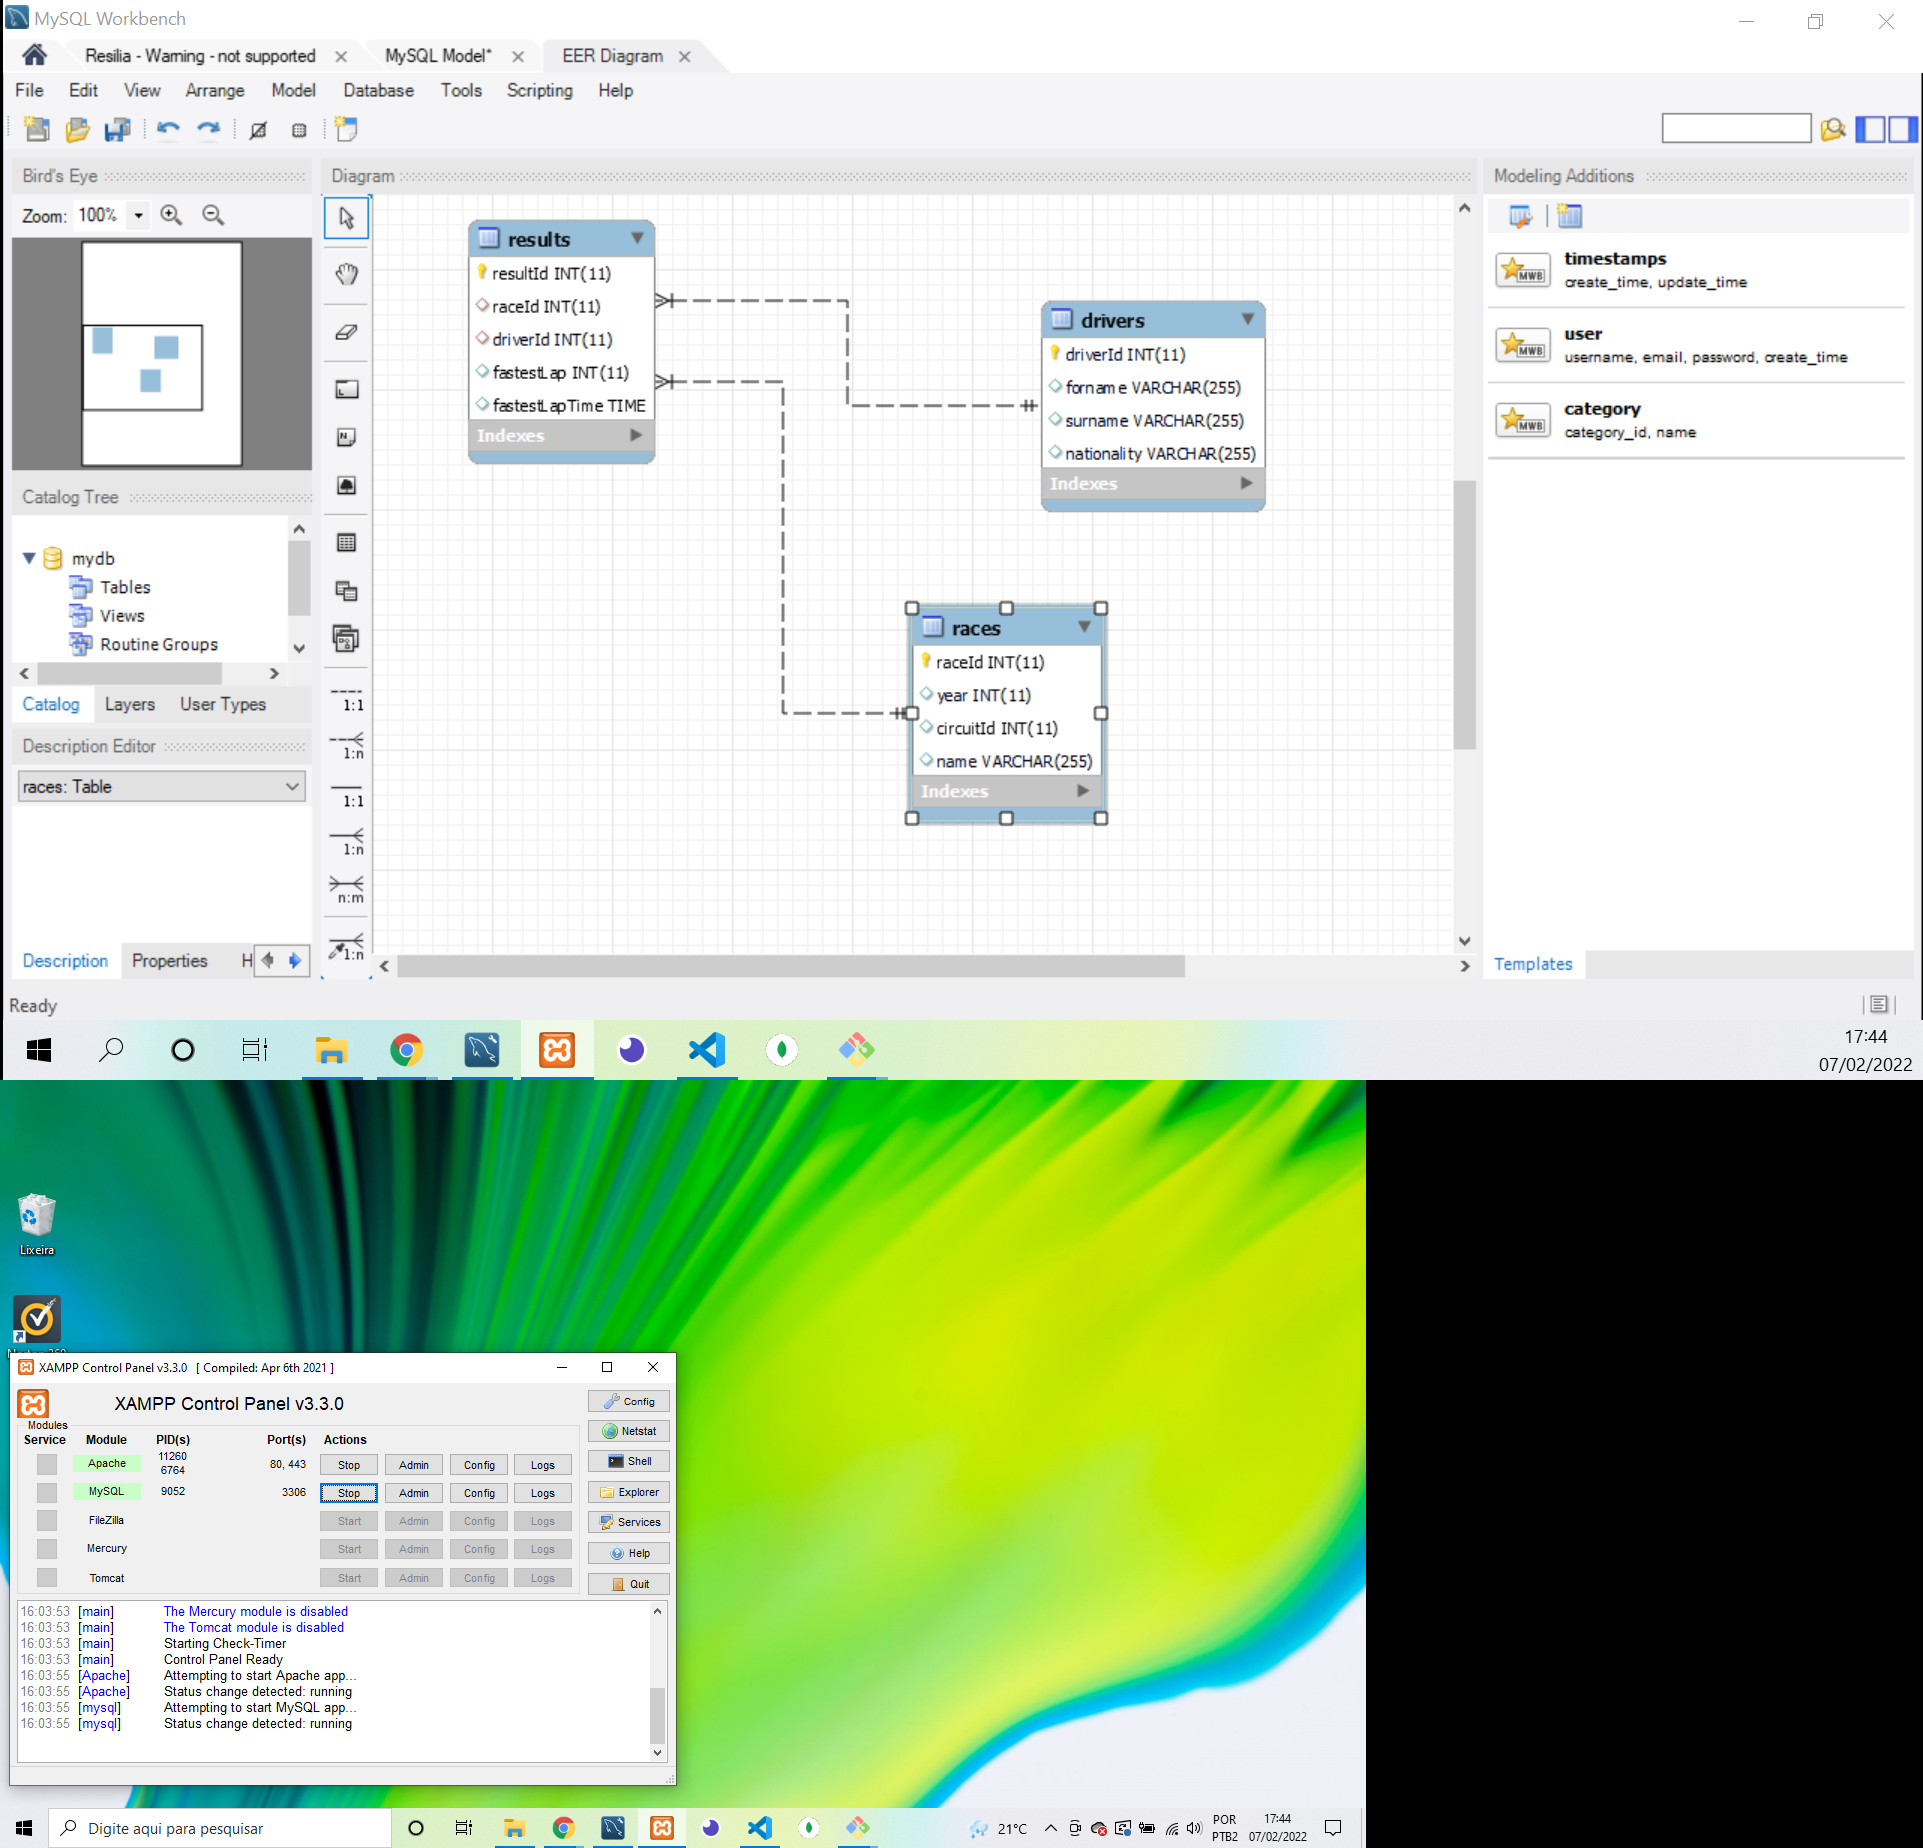 MySQL Workbench
Resilia - Warning - not supported
MySQL Model*
EER Diagram
File Edit View Arrange Model Database Tools Scripting Help
Bird's Eye
Zoom: 100%
Catalog Tree
mydb
Tables
Views
Routine Groups
Catalog Layers User Types
Description Editor
races: Table
Description Properties H
Ready
Diagram
1:1
1:n
1:1
1:n
n:m
1:n
results
resultId INT(11)
raceId INT(11)
driverId INT(11)
fastestLap INT(11)
fastestLapTime TIME
Indexes
drivers
driverId INT(11)
forname VARCHAR(255)
surname VARCHAR(255)
nationality VARCHAR(255)
Indexes
races
raceId INT(11)
year INT(11)
circuitId INT(11)
name VARCHAR(255)
Indexes
Modeling Additions
MWB
timestamps
create_time, update_time
MWB
user
username, email, password, create_time
MWB
category
category_id, name
Templates
17:44
07/02/2022
Lixeira
XAMPP Control Panel v3.3.0 [ Compiled: Apr 6th 2021 ]
XAMPP Control Panel v3.3.0
Modules
Service Module PID(s) Port(s) Actions
Apache 11260 6764 80, 443 Stop Admin Config Logs
MySQL 9052 3306 Stop Admin Config Logs
FileZilla Start Admin Config Logs
Mercury Start Admin Config Logs
Tomcat Start Admin Config Logs
Config
Netstat
Shell
Explorer
Services
Help
Quit
16:03:53 [main] The Mercury module is disabled
16:03:53 [main] The Tomcat module is disabled
16:03:53 [main] Starting Check-Timer
16:03:53 [main] Control Panel Ready
16:03:55 [Apache] Attempting to start Apache app...
16:03:55 [Apache] Status change detected: running
16:03:55 [mysql] Attempting to start MySQL app...
16:03:55 [mysql] Status change detected: running
Digite aqui para pesquisar
21°C
POR
PTB2
17:44
07/02/2022